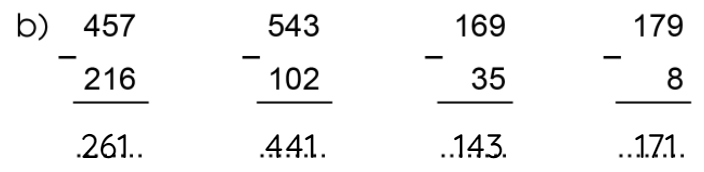 b) 457 543 169 179
- - - -
216 102 35 8
.261.. .441. ..143. ..171.